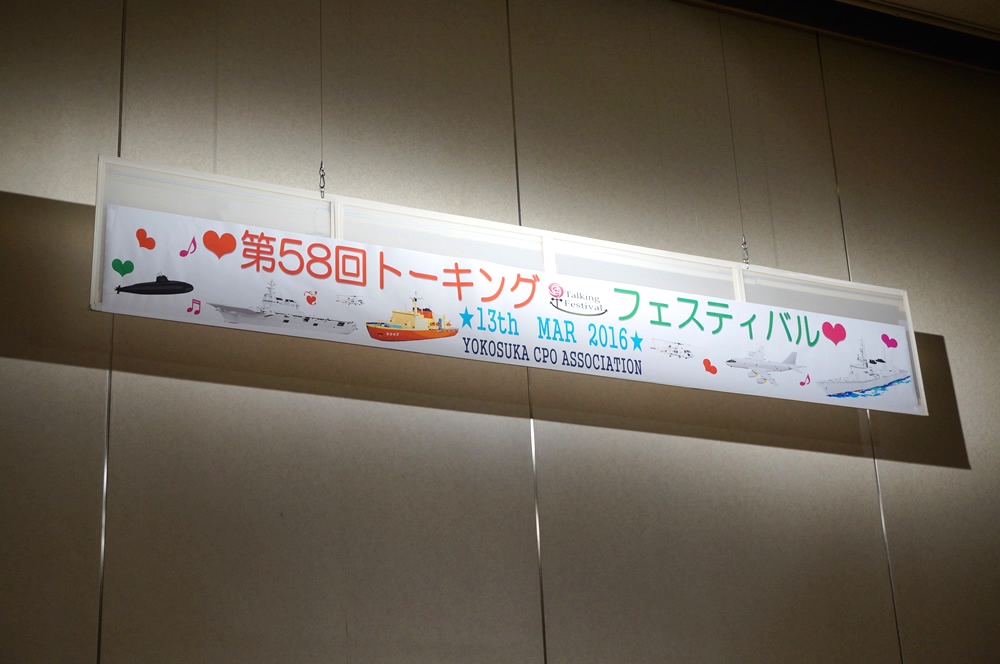 第58回トーキング
Talking
Festival
フェスティバル
★13th MAR 2016★
YOKOSUKA CPO ASSOCIATION